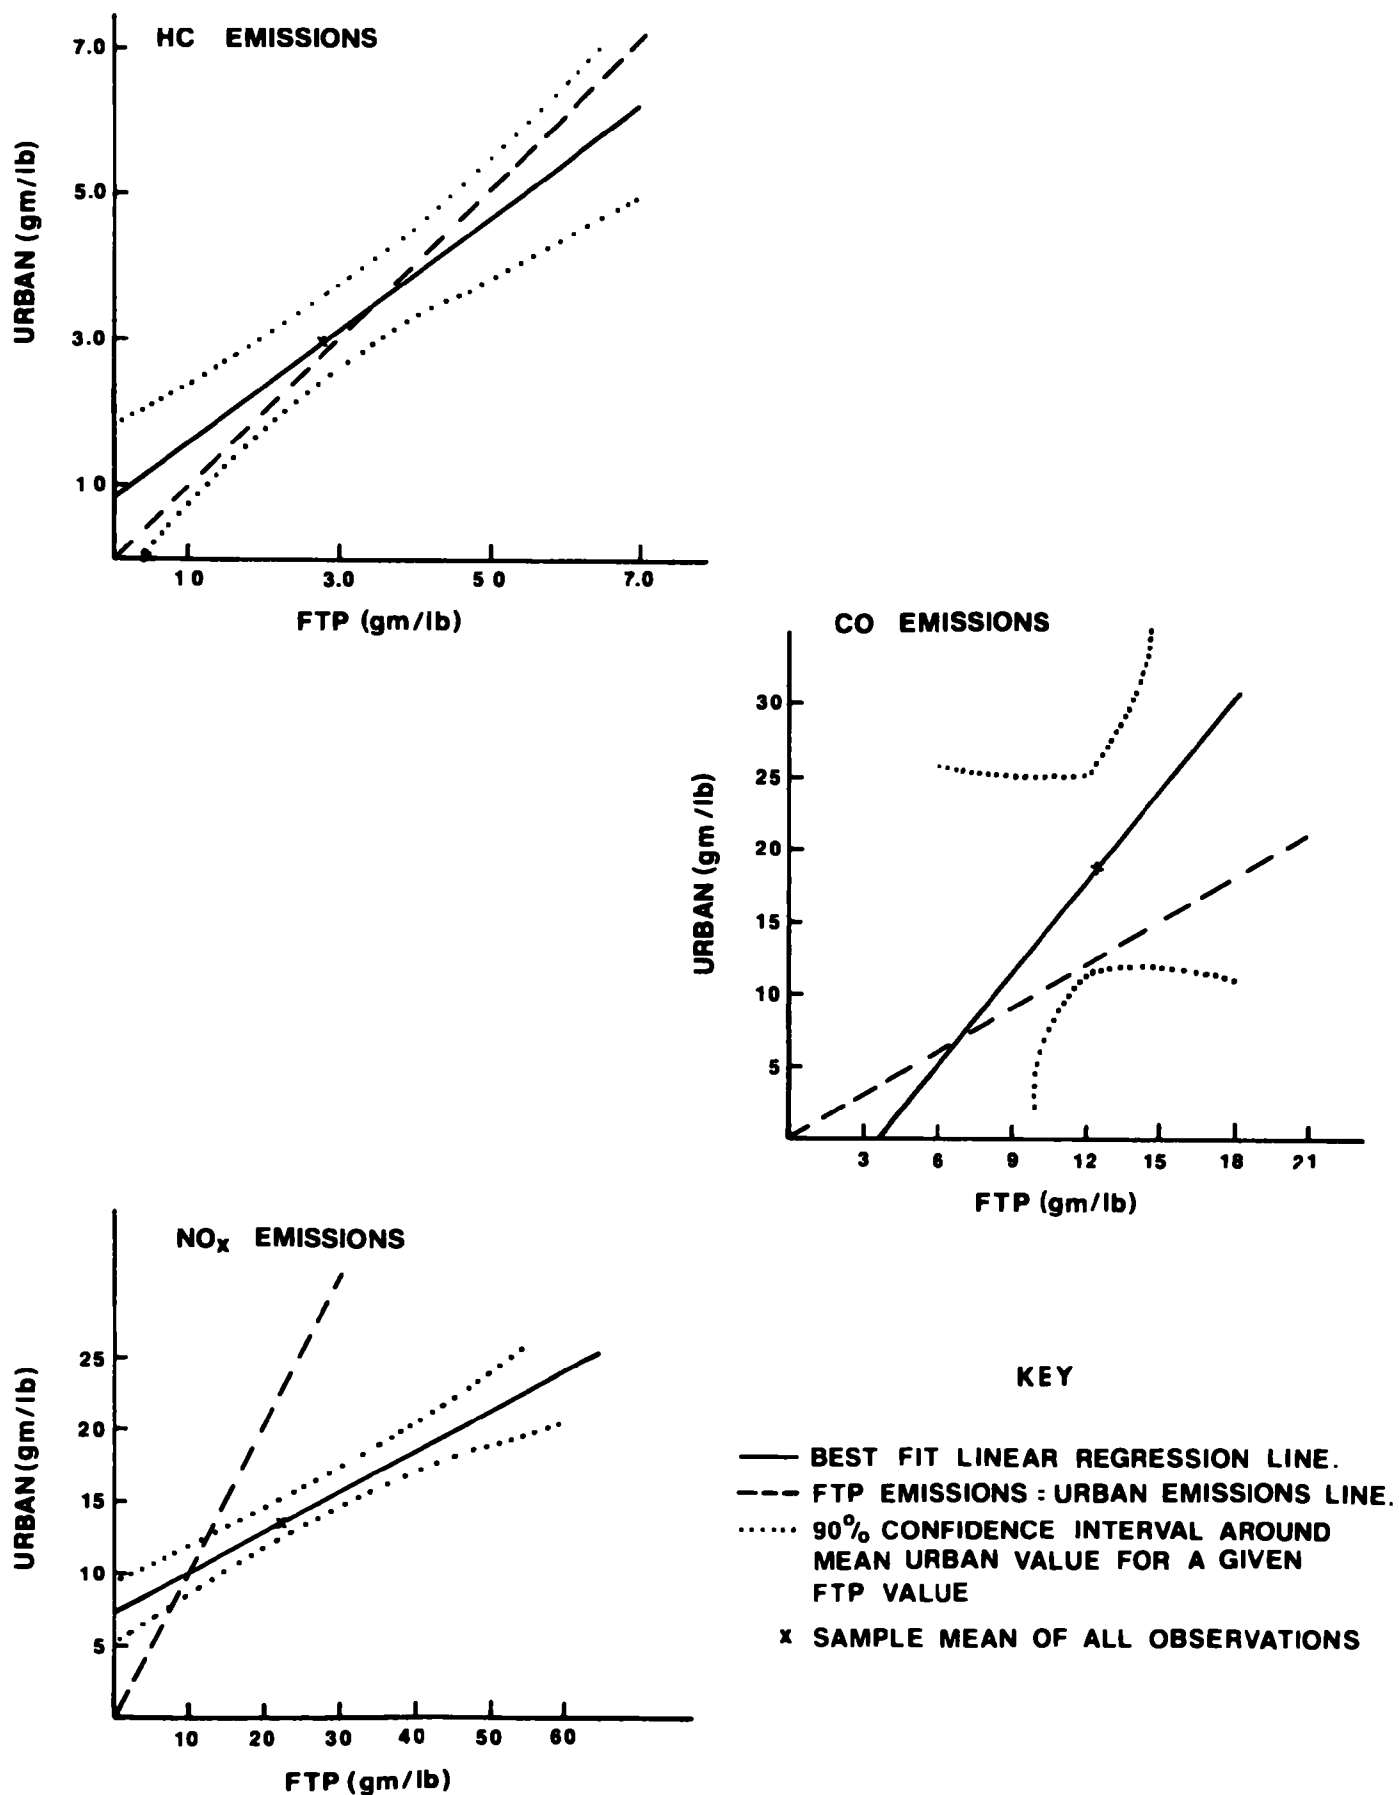 HC EMISSIONS
7.0
5.0
3.0
1 0
URBAN (gm/lb)
1 0 3.0 5 0 7.0
FTP (gm/lb)
CO EMISSIONS
30
25
20
15
10
5
URBAN (gm/lb)
3 6 9 12 15 18 21
FTP (gm/lb)
NOx EMISSIONS
25
20
15
10
5
URBAN (gm/lb)
10 20 30 40 50 60
FTP (gm/lb)
KEY
BEST FIT LINEAR REGRESSION LINE.
FTP EMISSIONS = URBAN EMISSIONS LINE.
90% CONFIDENCE INTERVAL AROUND
MEAN URBAN VALUE FOR A GIVEN
FTP VALUE
x SAMPLE MEAN OF ALL OBSERVATIONS